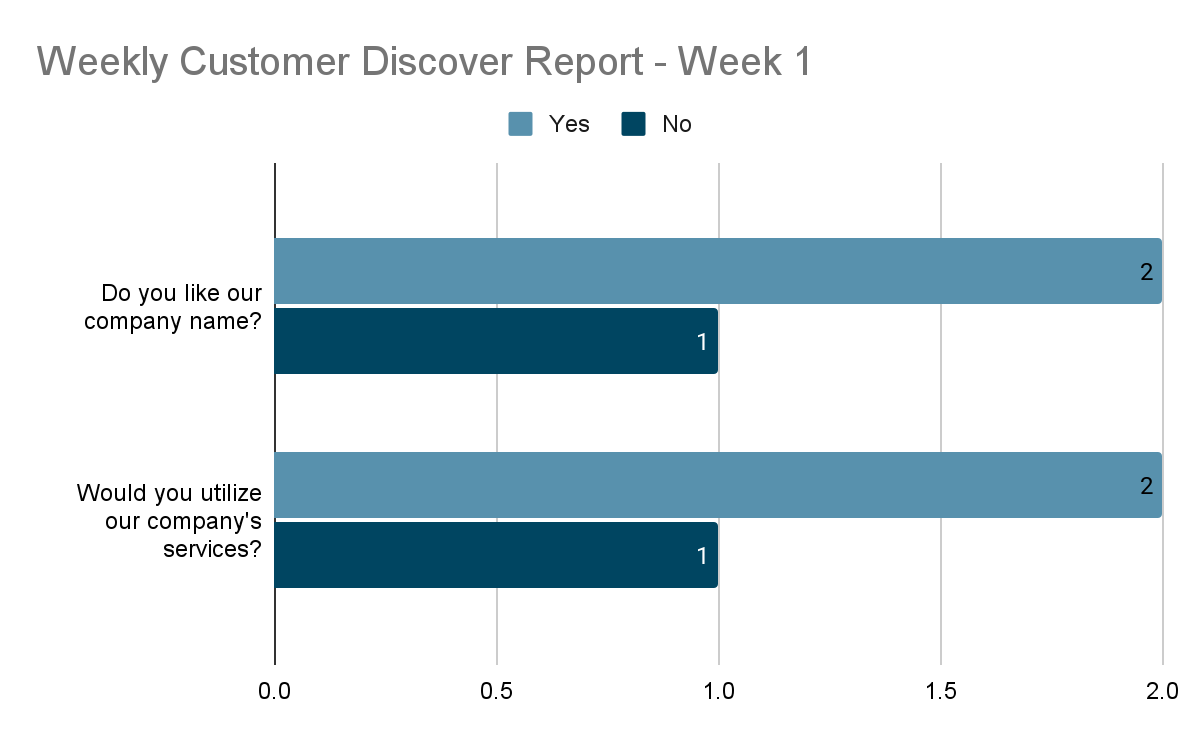 Weekly Customer Discover Report - Week 1
Yes
No
Do you like our
company name?
2
1
Would you utilize
our company's
services?
2
1
0.0
0.5
1.0
1.5
2.0